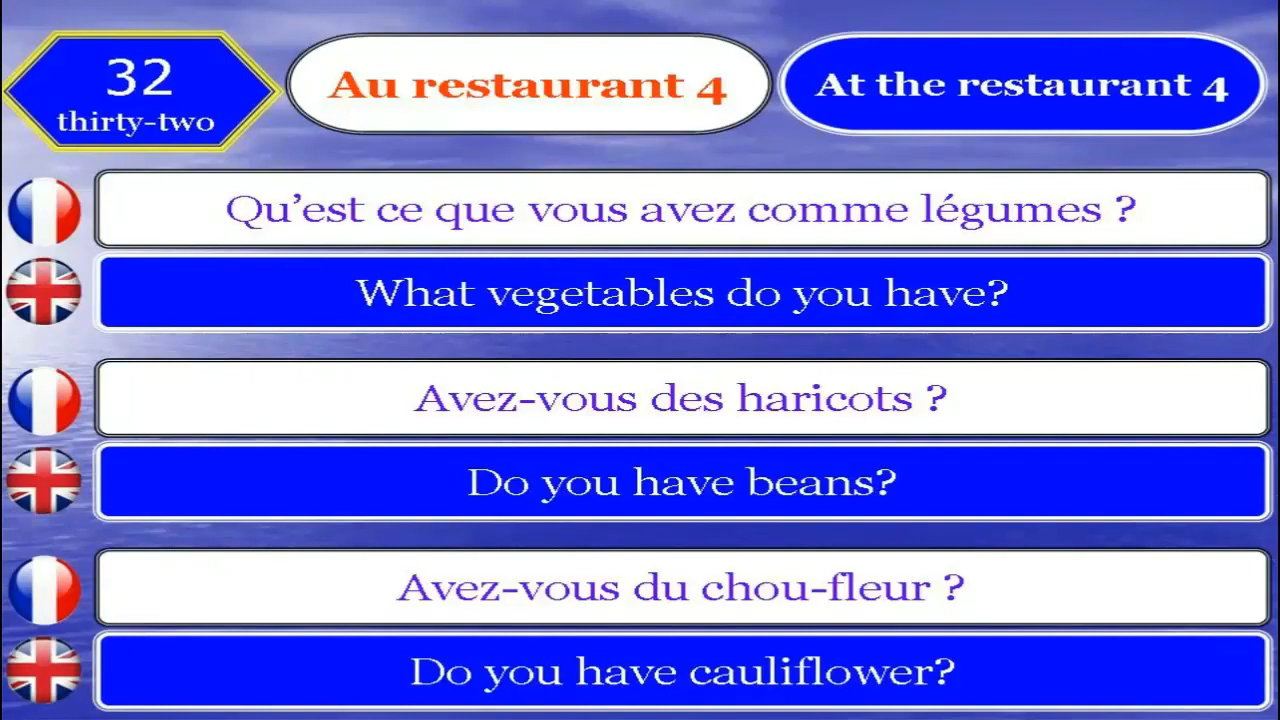 32
thirty-two
Au restaurant 4
At the restaurant 4
Qu’est ce que vous avez comme légumes ?
What vegetables do you have?
Avez-vous des haricots ?
Do you have beans?
Avez-vous du chou-fleur ?
Do you have cauliflower?